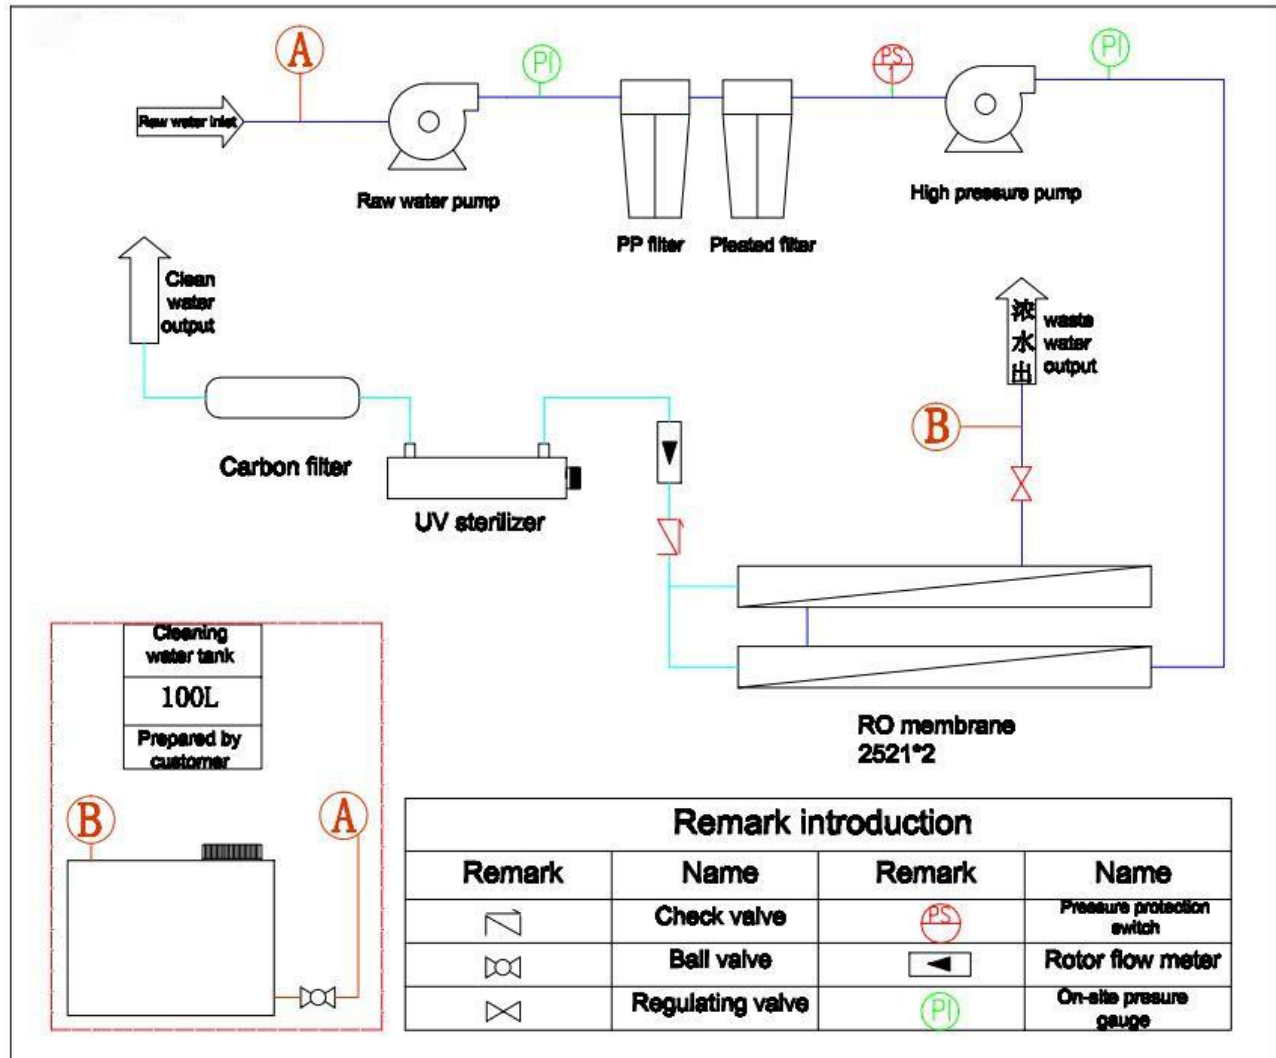 A
PI
PS
PI
Raw water inlet
Raw water pump
High pressure pump
PP filter
Pleated filter
Clean
water
output
浓
水
出
waste
water
output
B
Carbon filter
UV sterilizer
RO membrane
2521*2
Cleaning
water tank
100L
Prepared by
customer
B
A
Remark introduction
Remark
Name
Remark
Name
Check valve
PS
Pressure protection
switch
Ball valve
Rotor flow meter
Regulating valve
PI
On-site presure
gauge